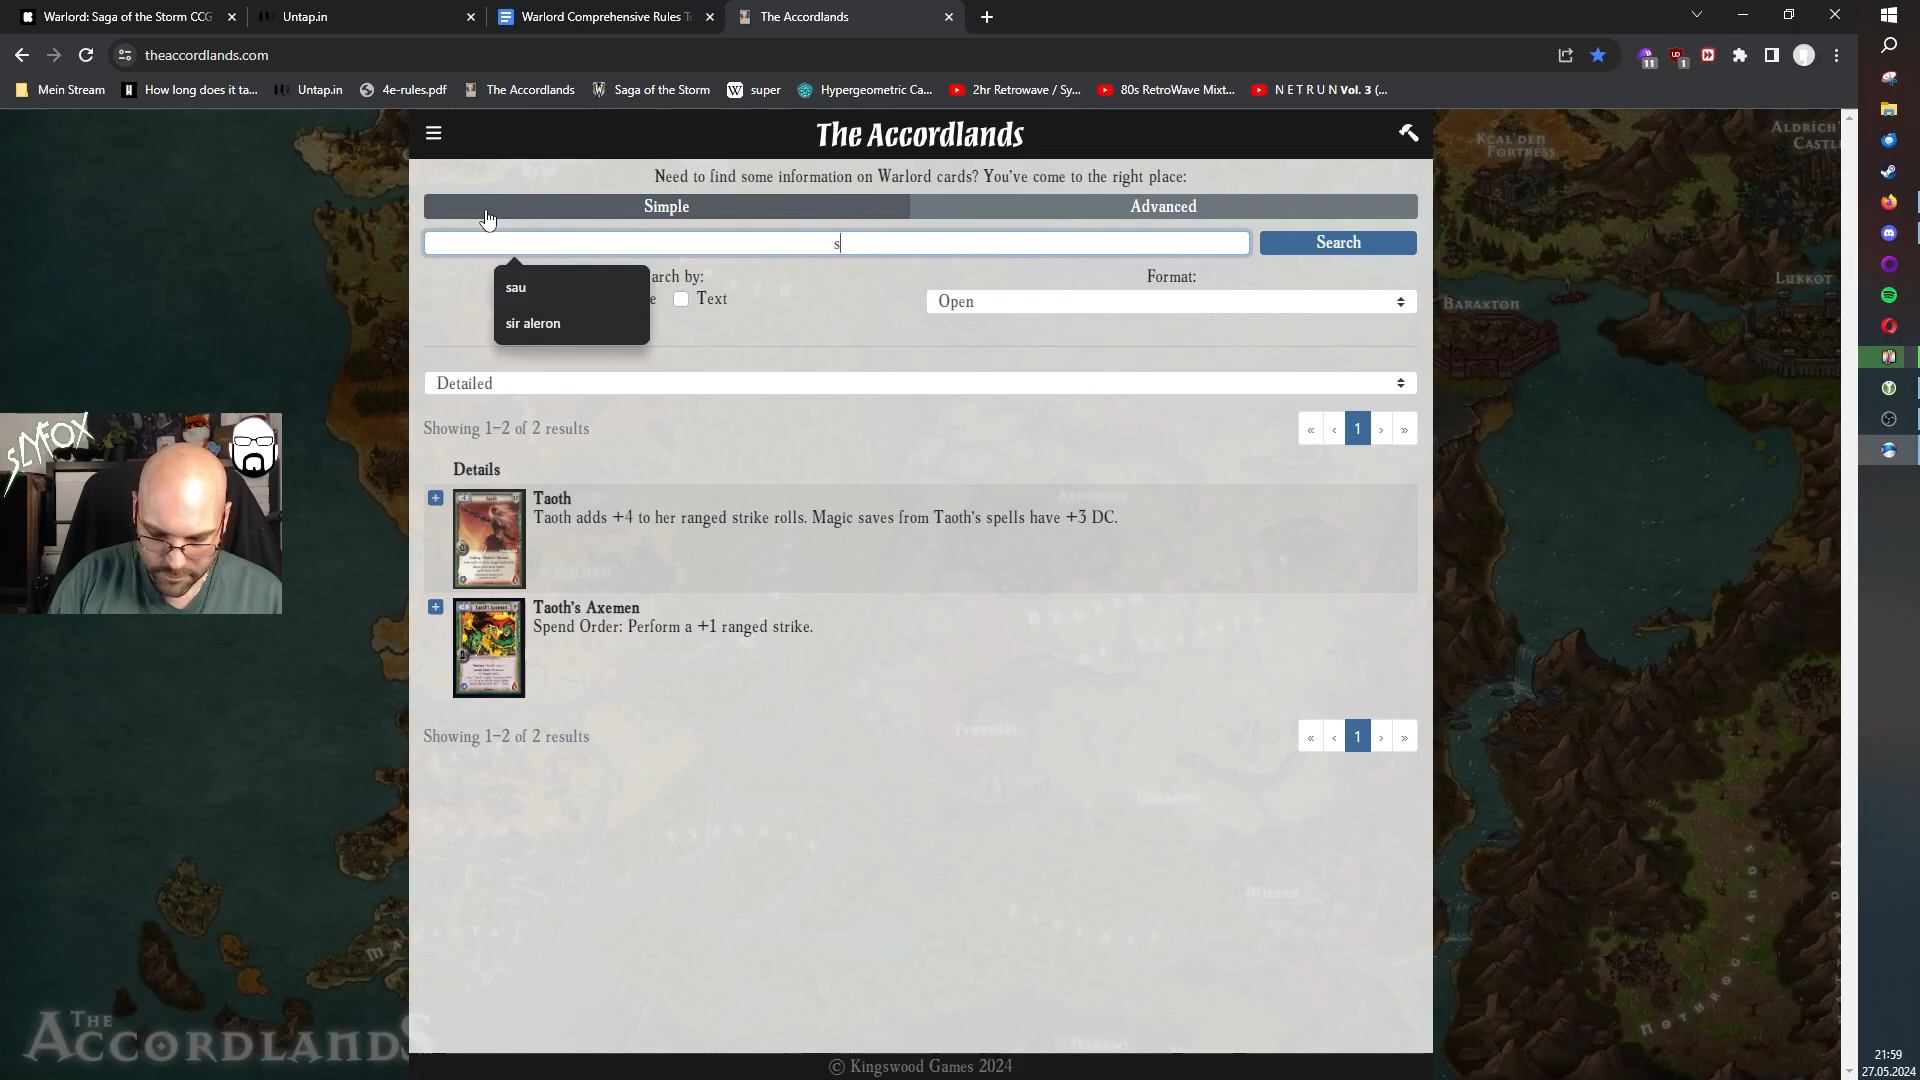 Warlord: Saga of the Storm CCG
Untap.in
Warlord Comprehensive Rules T
The Accordlands
theaccordlands.com
11
1
Mein Stream
How long does it ta...
Untap.in
4e-rules.pdf
The Accordlands
Saga of the Storm
super
Hypergeometric Ca...
2hr Retrowave / Sy...
80s RetroWave Mixt...
N E T R U N Vol. 3 (...
The Accordlands
Need to find some information on Warlord cards? You've come to the right place:
Simple
Advanced
s
Search
sau
sir aleron
arch by:
e
Text
Format:
Open
Detailed
Showing 1–2 of 2 results
« ‹ 1 › »
Details
Taoth
Taoth adds +4 to her ranged strike rolls. Magic saves from Taoth's spells have +3 DC.
Taoth's Axemen
Spend Order: Perform a +1 ranged strike.
Showing 1–2 of 2 results
« ‹ 1 › »
© Kingswood Games 2024
SLYFOX
KCAL'DEN
FORTRESS
ALDRICH'
CASTL
LUKKOT
BARAXTON
NOTHROG
THE
ACCORDLANDS
21:59
27.05.2024